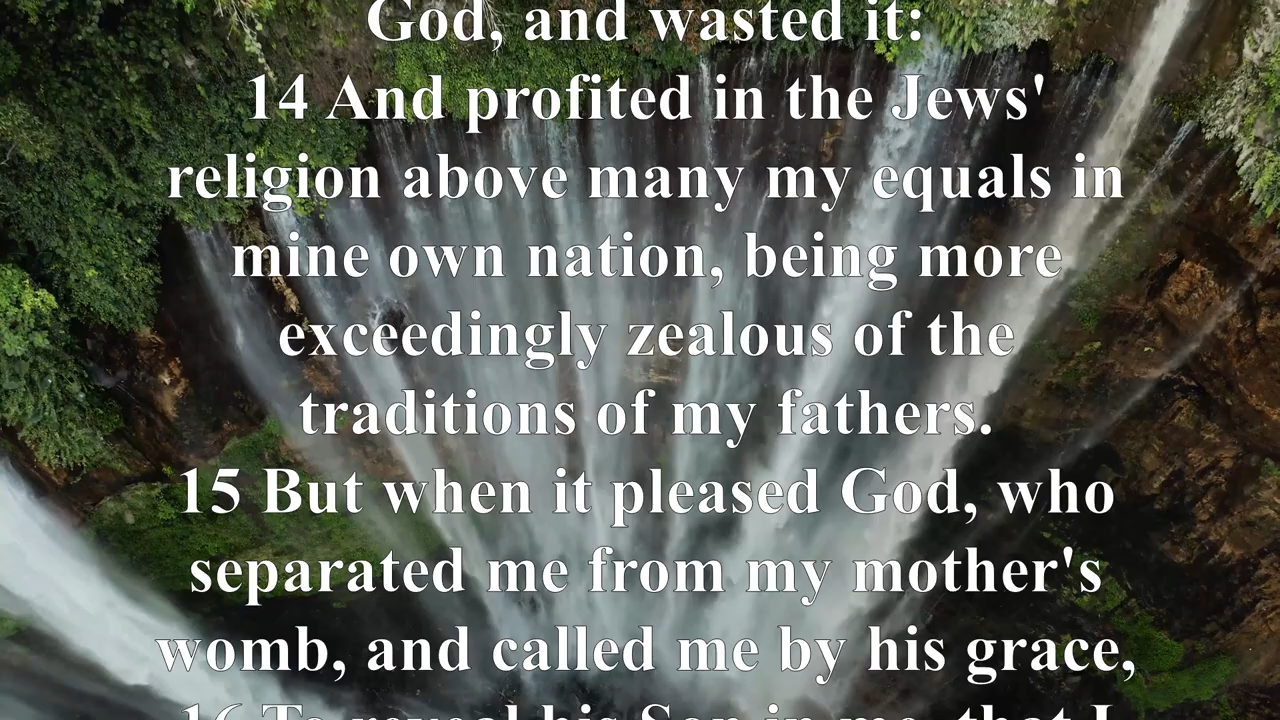 God, and wasted it:
14 And profited in the Jews'
religion above many my equals in
mine own nation, being more
exceedingly zealous of the
traditions of my fathers.
15 But when it pleased God, who
separated me from my mother's
womb, and called me by his grace,
16 To reveal his Son in me, that I